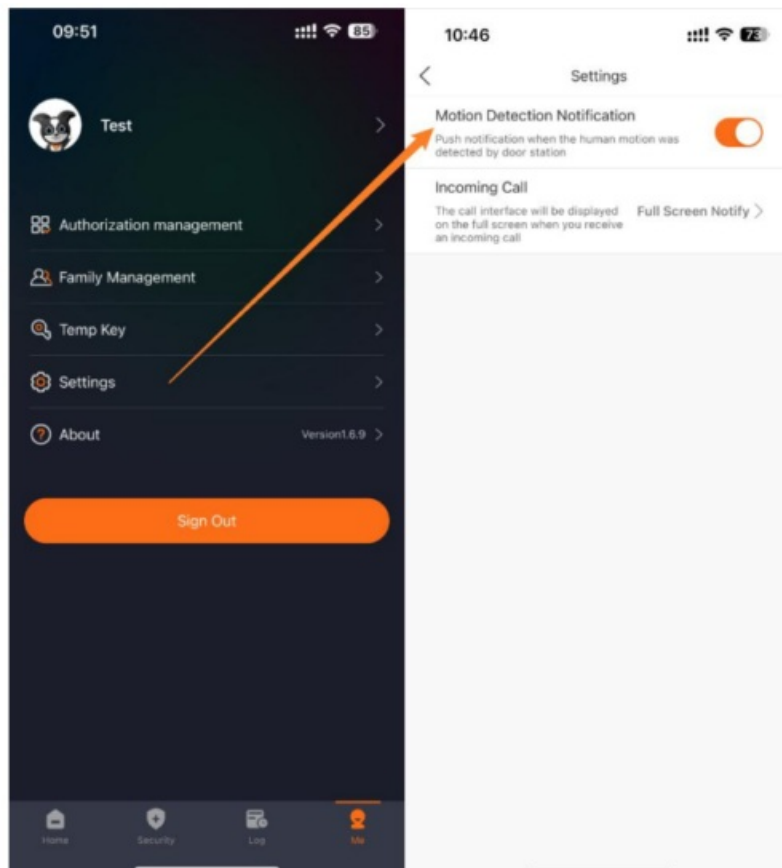 09:51
85
Test
Authorization management
Family Management
Temp Key
Settings
About
Version1.6.9
Sign Out
Home
Security
Log
Me
10:46
73
Settings
Motion Detection Notification
Push notification when the human motion was
detected by door station
Incoming Call
The call interface will be displayed
on the full screen when you receive
an incoming call
Full Screen Notify